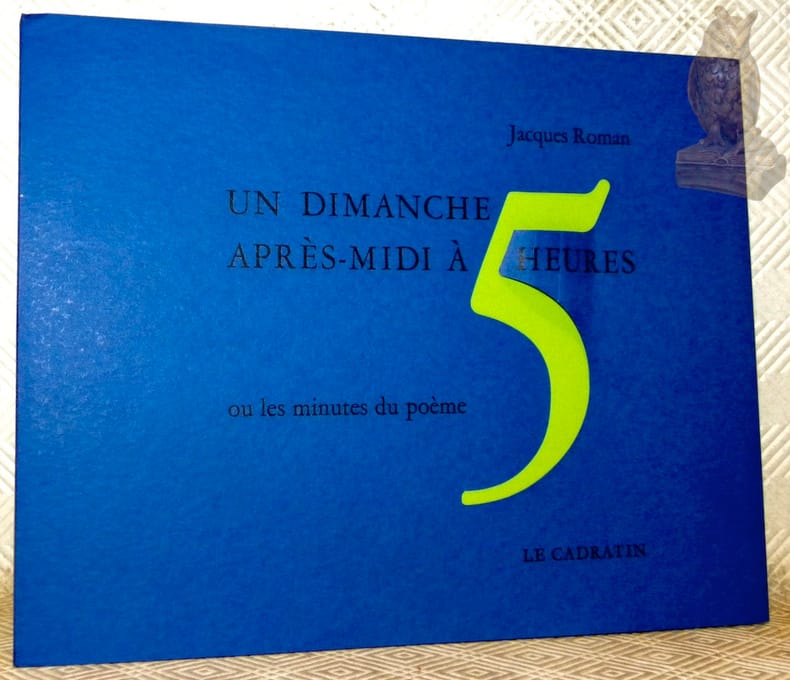 Jacques Roman
UN DIMANCHE
APRÈS-MIDI À 5 HEURES
ou les minutes du poème
LE CADRATIN